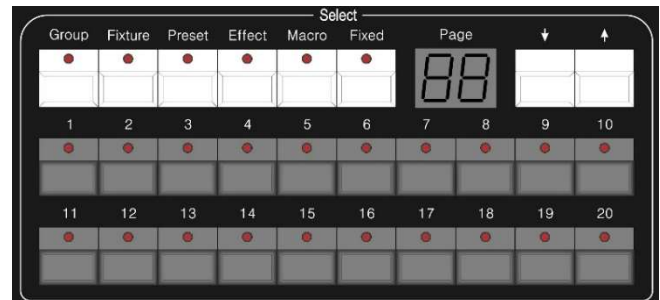 Select
Group Fixture Preset Effect Macro Fixed Page
88
1 2 3 4 5 6 7 8 9 10
11 12 13 14 15 16 17 18 19 20